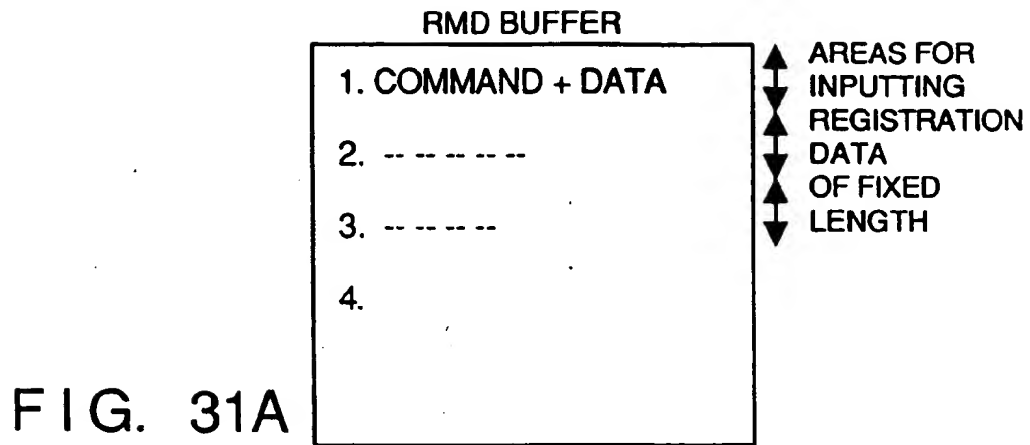 RMD BUFFER
1. COMMAND + DATA
2. -- -- -- -- --
3. -- -- -- --
4.
AREAS FOR
INPUTTING
REGISTRATION
DATA
OF FIXED
LENGTH
FIG. 31A